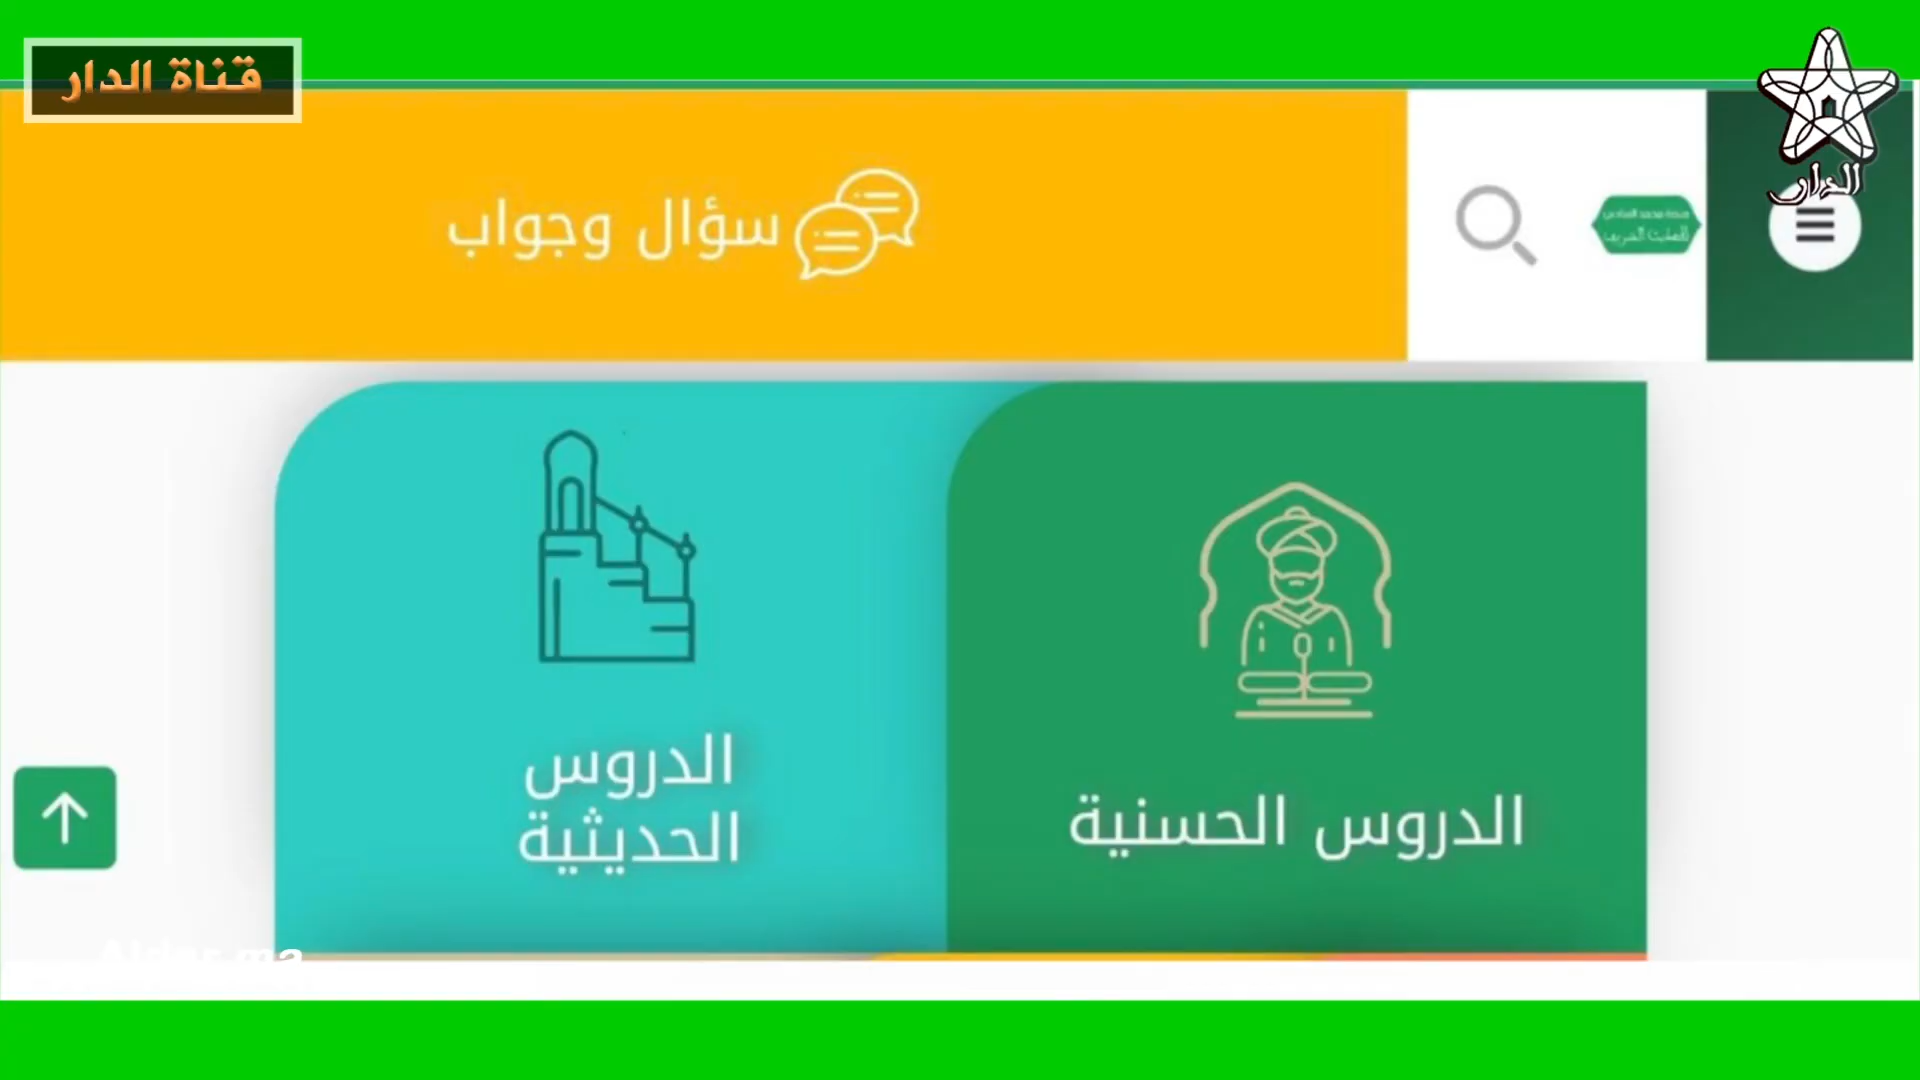 قناة الدار
الدار
سؤال وجواب
الدروس الحسنية
الدروس
الحديثية